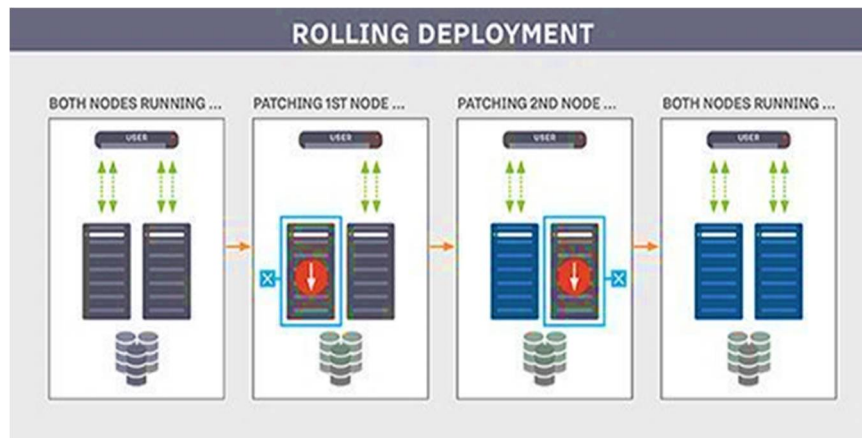 ROLLING DEPLOYMENT
BOTH NODES RUNNING ...
PATCHING 1ST NODE ...
PATCHING 2ND NODE ...
BOTH NODES RUNNING ...
USER
USER
USER
USER